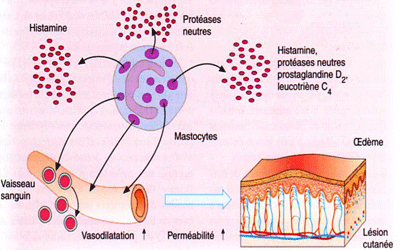 Histamine
Protéases
neutres
Histamine,
protéases neutres
prostaglandine D2,
leucotriène C4
Mastocytes
Œdème
Vaisseau
sanguin
Vasodilatation ↑
Perméabilité ↑
Lésion
cutanée